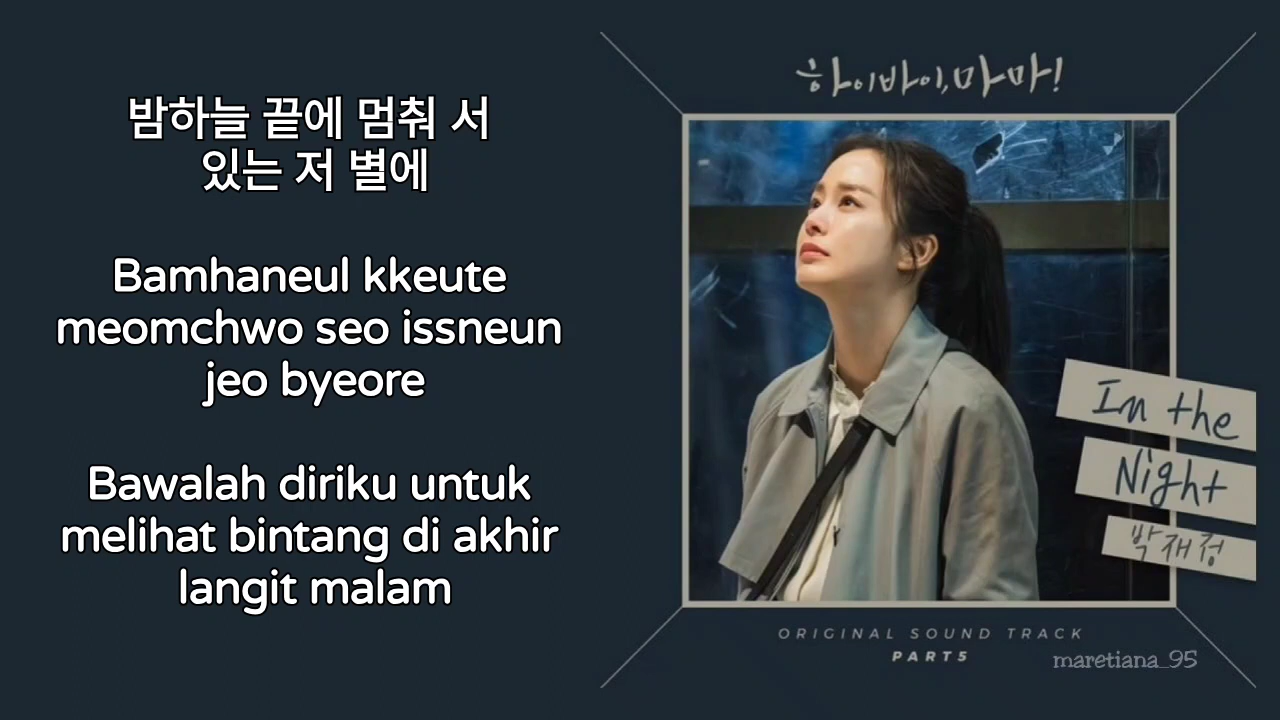 밤하늘 끝에 멈춰 서
있는 저 별에
Bamhaneul kkeute
meomchwo seo issneun
jeo byeore
Bawalah diriku untuk
melihat bintang di akhir
langit malam
하이바이,마마!
In the
Night
박재정
ORIGINAL SOUND TRACK
PART5
maretiana_95